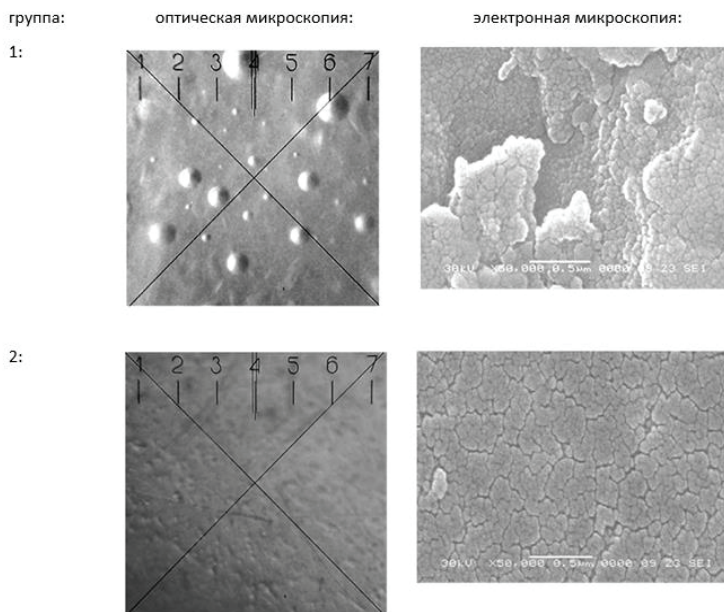 группа:
оптическая микроскопия:
электронная микроскопия:
1:
1 2 3 4 5 6 7
30kV X50,000 0.5µm 0000 09 23 SEI
2:
1 2 3 4 5 6 7
30kV X50,000 0.5µm 0000 09 23 SEI